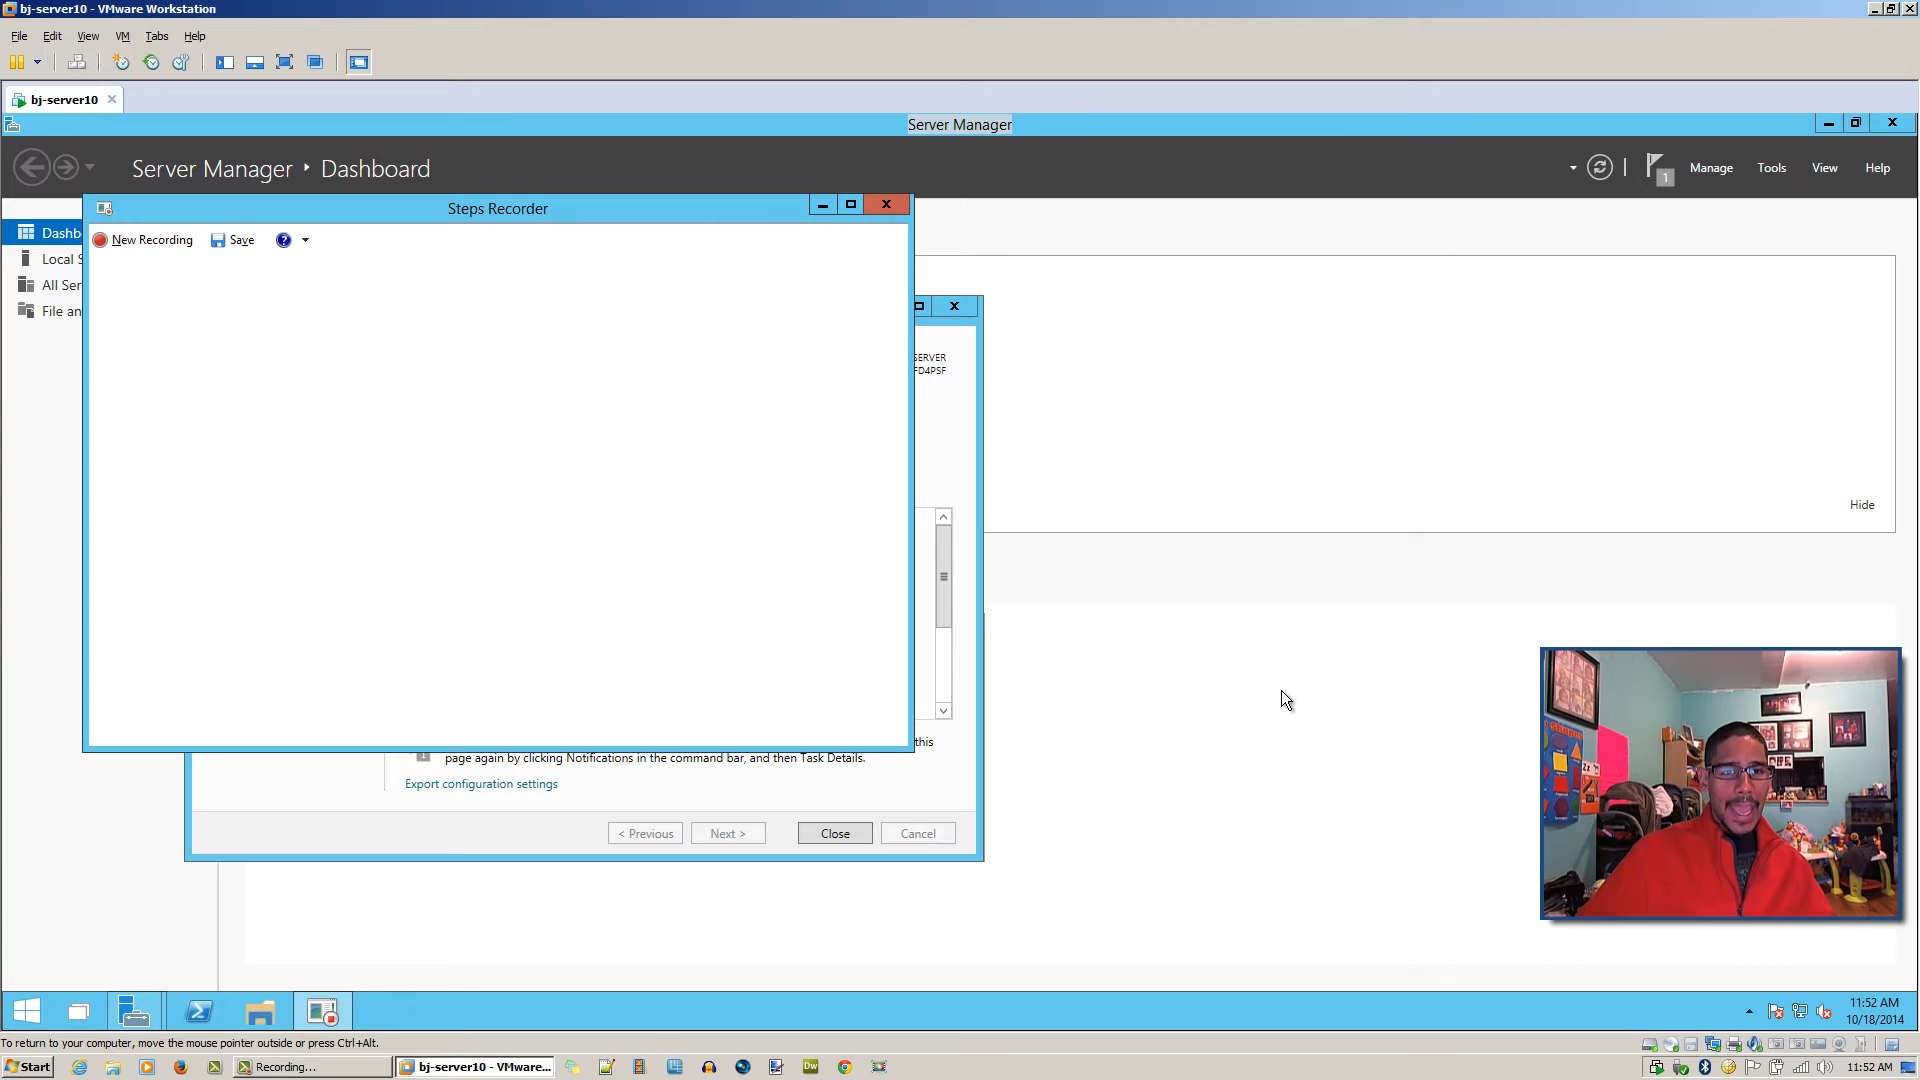 bj-server10 - VMware Workstation
File Edit View VM Tabs Help
bj-server10
Server Manager
Server Manager Dashboard
1 Manage Tools View Help
Steps Recorder
New Recording Save ?
Dashb
Local S
All Ser
File an
SERVER
FD4PSF
Hide
this
page again by clicking Notifications in the command bar, and then Task Details.
Export configuration settings
< Previous Next > Close Cancel
11:52 AM
10/18/2014
To return to your computer, move the mouse pointer outside or press Ctrl+Alt.
Start Recording... bj-server10 - VMware... Dw 11:52 AM